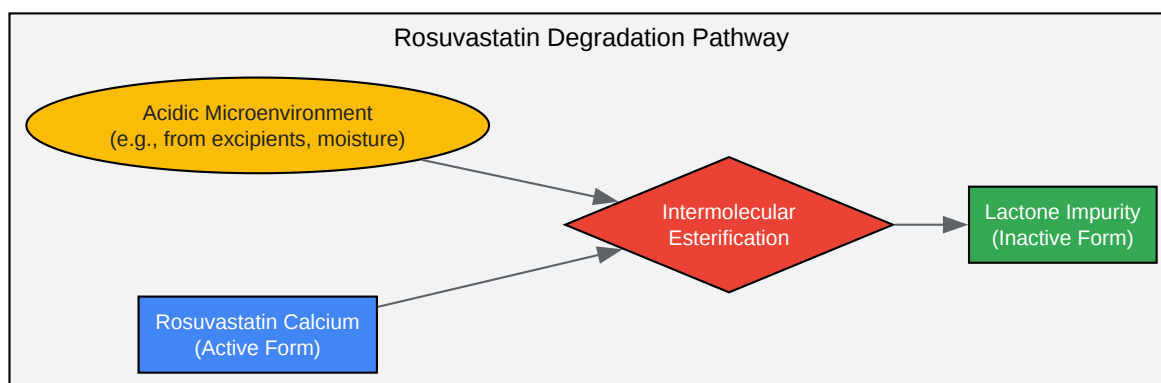 Rosuvastatin Degradation Pathway
Acidic Microenvironment
(e.g., from excipients, moisture)
Intermolecular
Esterification
Lactone Impurity
(Inactive Form)
Rosuvastatin Calcium
(Active Form)